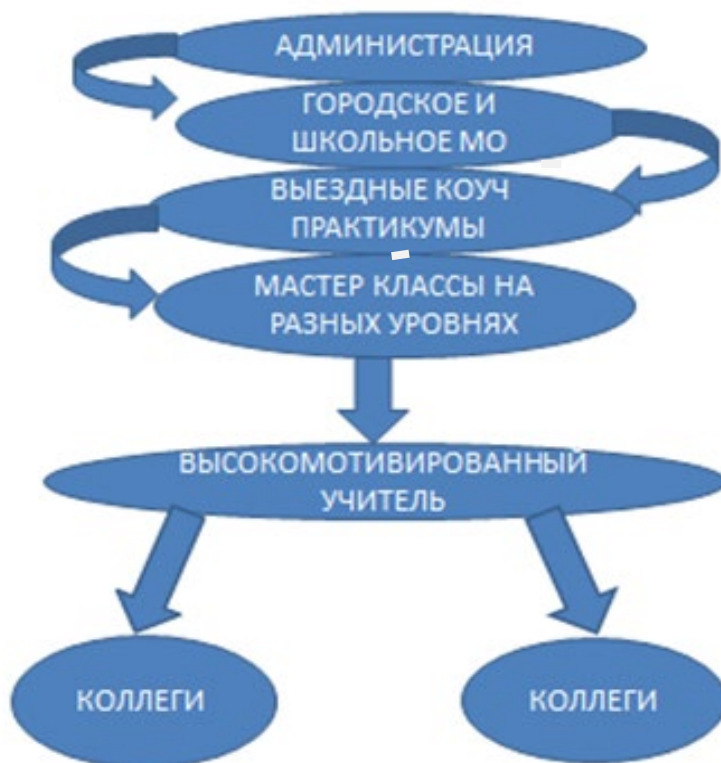 АДМИНИСТРАЦИЯ
ГОРОДСКОЕ И
ШКОЛЬНОЕ МО
ВЫЕЗДНЫЕ КОУЧ
ПРАКТИКУМЫ
МАСТЕР КЛАССЫ НА
РАЗНЫХ УРОВНЯХ
ВЫСОКОМОТИВИРОВАННЫЙ
УЧИТЕЛЬ
КОЛЛЕГИ
КОЛЛЕГИ